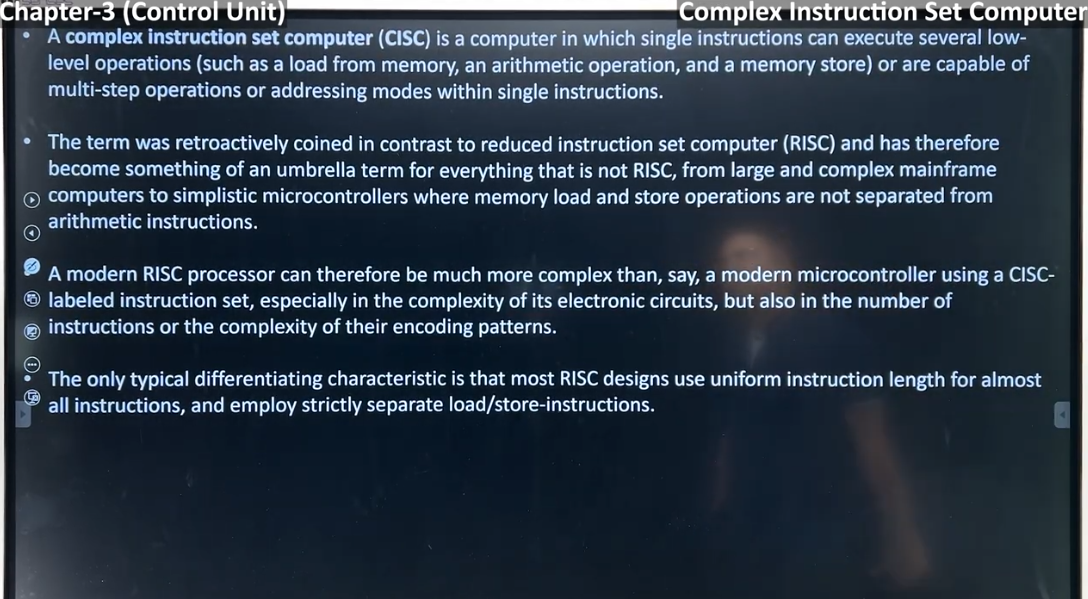 Chapter-3 (Control Unit)
Complex Instruction Set Computer
• A complex instruction set computer (CISC) is a computer in which single instructions can execute several low-
level operations (such as a load from memory, an arithmetic operation, and a memory store) or are capable of
multi-step operations or addressing modes within single instructions.
• The term was retroactively coined in contrast to reduced instruction set computer (RISC) and has therefore
become something of an umbrella term for everything that is not RISC, from large and complex mainframe
computers to simplistic microcontrollers where memory load and store operations are not separated from
arithmetic instructions.
A modern RISC processor can therefore be much more complex than, say, a modern microcontroller using a CISC-
labeled instruction set, especially in the complexity of its electronic circuits, but also in the number of
instructions or the complexity of their encoding patterns.
• The only typical differentiating characteristic is that most RISC designs use uniform instruction length for almost
all instructions, and employ strictly separate load/store-instructions.